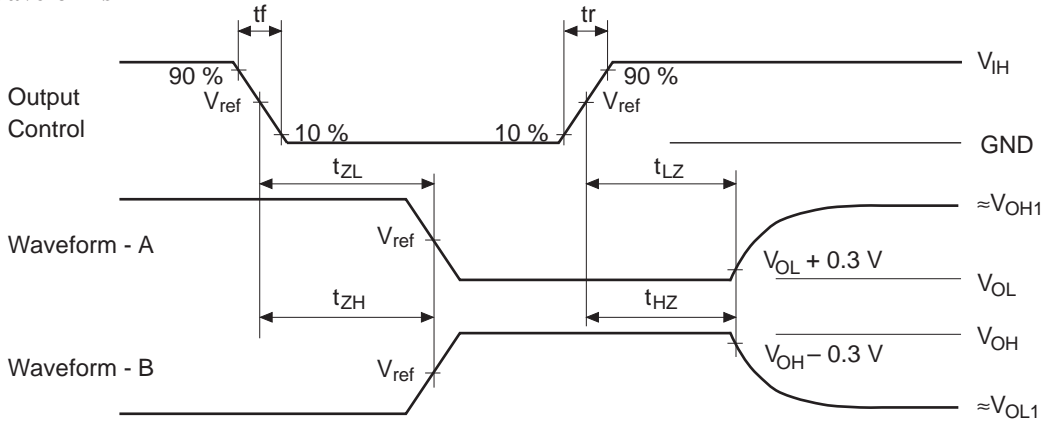 tf
tr
90 %
90 %
V_IH
Output
Control
V_ref
V_ref
10 %
10 %
GND
t_ZL
t_LZ
≈V_OH1
Waveform - A
V_ref
V_OL + 0.3 V
V_OL
t_ZH
t_HZ
V_OH
V_OH – 0.3 V
Waveform - B
V_ref
≈V_OL1